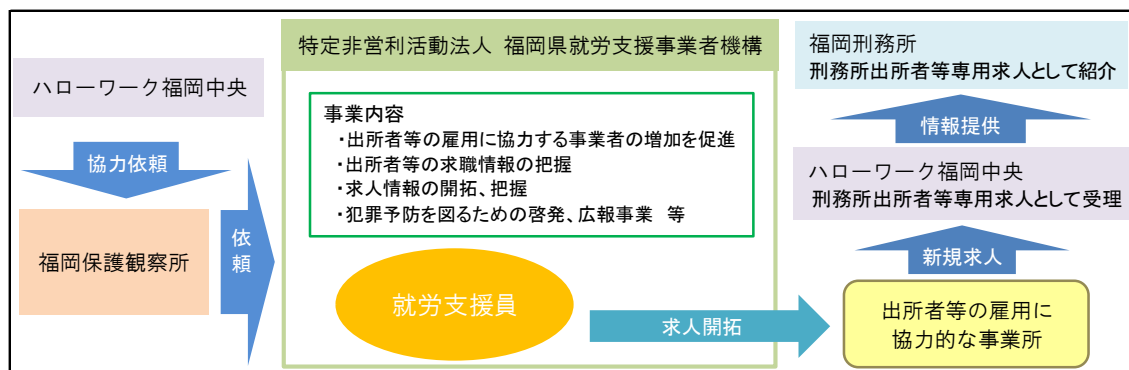 ハローワーク福岡中央
協力依頼
福岡保護観察所
依頼
特定非営利活動法人 福岡県就労支援事業者機構
事業内容
・出所者等の雇用に協力する事業者の増加を促進
・出所者等の求職情報の把握
・求人情報の開拓、把握
・犯罪予防を図るための啓発、広報事業 等
就労支援員
求人開拓
福岡刑務所
刑務所出所者等専用求人として紹介
情報提供
ハローワーク福岡中央
刑務所出所者等専用求人として受理
新規求人
出所者等の雇用に
協力的な事業所